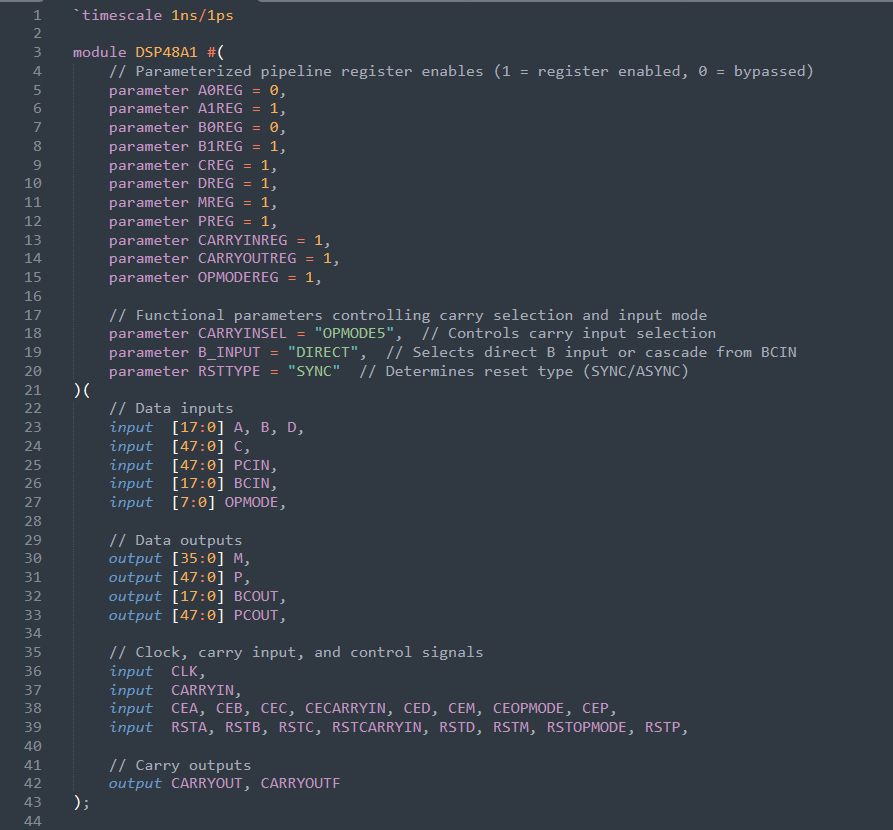 1 `timescale 1ns/1ps
2
3 module DSP48A1 #(
4 // Parameterized pipeline register enables (1 = register enabled, 0 = bypassed)
5 parameter A0REG = 0,
6 parameter A1REG = 1,
7 parameter B0REG = 0,
8 parameter B1REG = 1,
9 parameter CREG = 1,
10 parameter DREG = 1,
11 parameter MREG = 1,
12 parameter PREG = 1,
13 parameter CARRYINREG = 1,
14 parameter CARRYOUTREG = 1,
15 parameter OPMODEREG = 1,
16
17 // Functional parameters controlling carry selection and input mode
18 parameter CARRYINSEL = "OPMODE5", // Controls carry input selection
19 parameter B_INPUT = "DIRECT", // Selects direct B input or cascade from BCIN
20 parameter RSTTYPE = "SYNC" // Determines reset type (SYNC/ASYNC)
21 )(
22 // Data inputs
23 input [17:0] A, B, D,
24 input [47:0] C,
25 input [47:0] PCIN,
26 input [17:0] BCIN,
27 input [7:0] OPMODE,
28
29 // Data outputs
30 output [35:0] M,
31 output [47:0] P,
32 output [17:0] BCOUT,
33 output [47:0] PCOUT,
34
35 // Clock, carry input, and control signals
36 input CLK,
37 input CARRYIN,
38 input CEA, CEB, CEC, CECARRYIN, CED, CEM, CEOPMODE, CEP,
39 input RSTA, RSTB, RSTC, RSTCARRYIN, RSTD, RSTM, RSTOPMODE, RSTP,
40
41 // Carry outputs
42 output CARRYOUT, CARRYOUTF
43 );
44